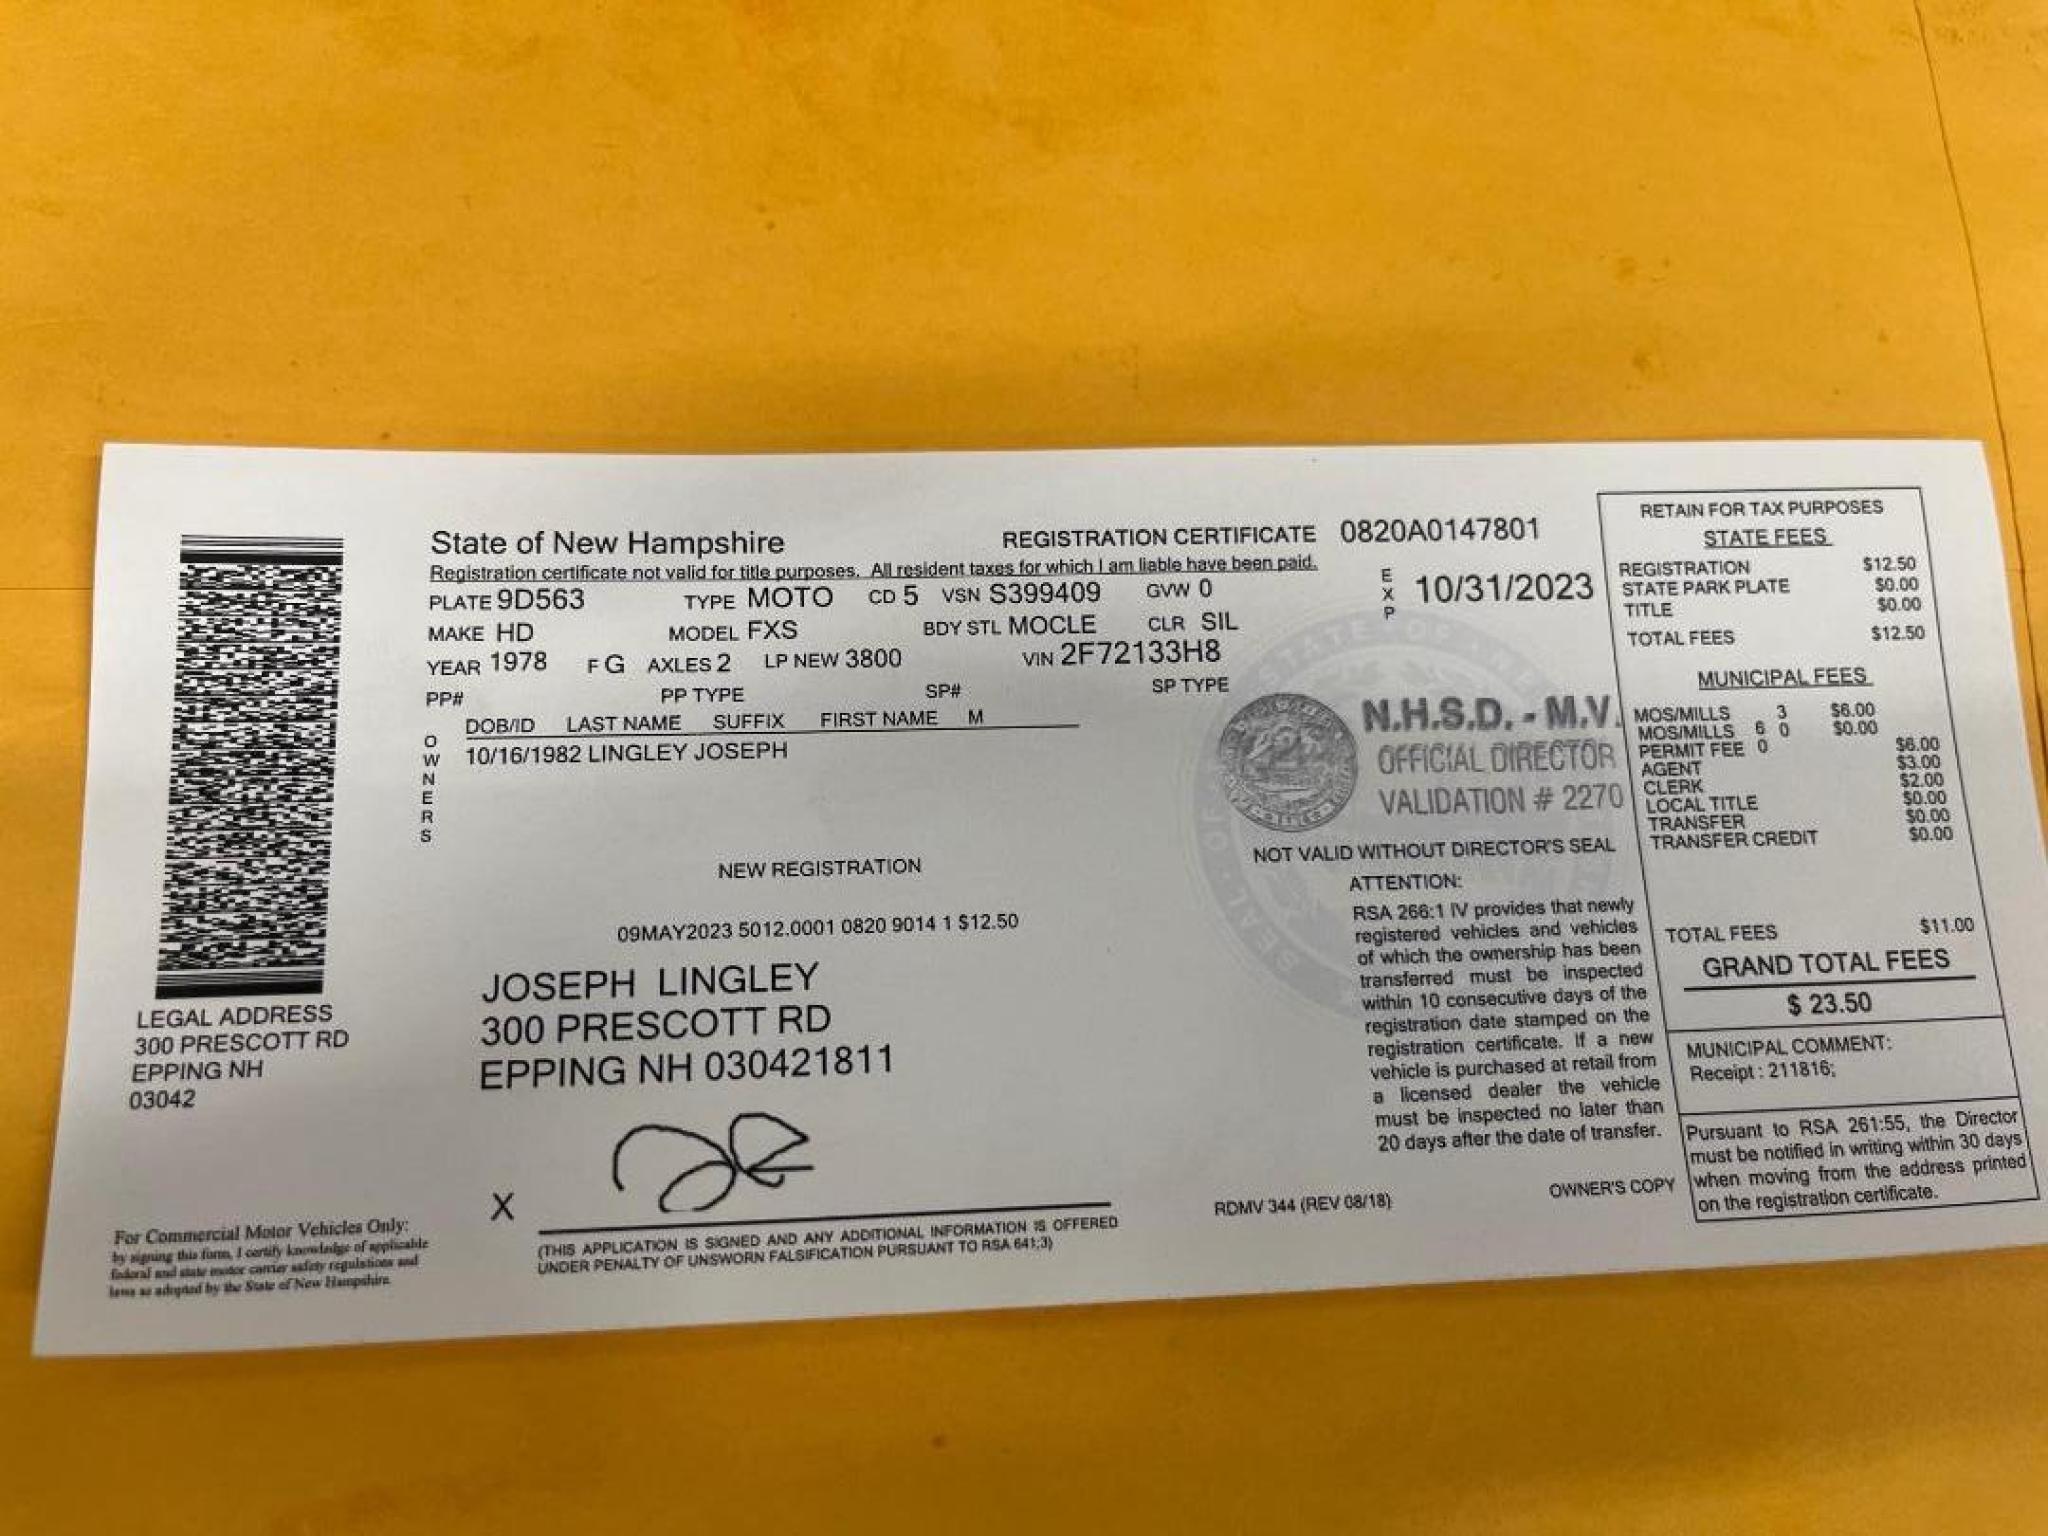 State of New Hampshire REGISTRATION CERTIFICATE 0820A0147801
Registration certificate not valid for title purposes. All resident taxes for which I am liable have been paid.
EXP 10/31/2023
PLATE 9D563 TYPE MOTO CD 5 VSN S399409 GVW 0
MAKE HD MODEL FXS BDY STL MOCLE CLR SIL
YEAR 1978 F G AXLES 2 LP NEW 3800 VIN 2F72133H8
PP# PP TYPE SP# SP TYPE
OWNERS
DOB/ID LAST NAME SUFFIX FIRST NAME M
10/16/1982 LINGLEY JOSEPH
NEW REGISTRATION
09MAY2023 5012.0001 0820 9014 1 $12.50
JOSEPH LINGLEY
300 PRESCOTT RD
EPPING NH 030421811
X
(THIS APPLICATION IS SIGNED AND ANY ADDITIONAL INFORMATION IS OFFERED
UNDER PENALTY OF UNSWORN FALSIFICATION PURSUANT TO RSA 641;3)
LEGAL ADDRESS
300 PRESCOTT RD
EPPING NH
03042
For Commercial Motor Vehicles Only:
by signing this form, I certify knowledge of applicable
federal and state motor carrier safety regulations and
laws as adopted by the State of New Hampshire.
N.H.S.D. - M.V.
OFFICIAL DIRECTOR
VALIDATION # 2270
NOT VALID WITHOUT DIRECTOR'S SEAL
ATTENTION:
RSA 266:1 IV provides that newly
registered vehicles and vehicles
of which the ownership has been
transferred must be inspected
within 10 consecutive days of the
registration date stamped on the
registration certificate. If a new
vehicle is purchased at retail from
a licensed dealer the vehicle
must be inspected no later than
20 days after the date of transfer.
RDMV 344 (REV 08/18)
OWNER'S COPY
RETAIN FOR TAX PURPOSES
STATE FEES
REGISTRATION $12.50
STATE PARK PLATE $0.00
TITLE $0.00
TOTAL FEES $12.50
MUNICIPAL FEES
MOS/MILLS 3 $6.00
MOS/MILLS 6 0 $0.00
PERMIT FEE 0 $6.00
AGENT $3.00
CLERK $2.00
LOCAL TITLE $0.00
TRANSFER $0.00
TRANSFER CREDIT $0.00
TOTAL FEES $11.00
GRAND TOTAL FEES
$ 23.50
MUNICIPAL COMMENT:
Receipt : 211816;
Pursuant to RSA 261:55, the Director
must be notified in writing within 30 days
when moving from the address printed
on the registration certificate.